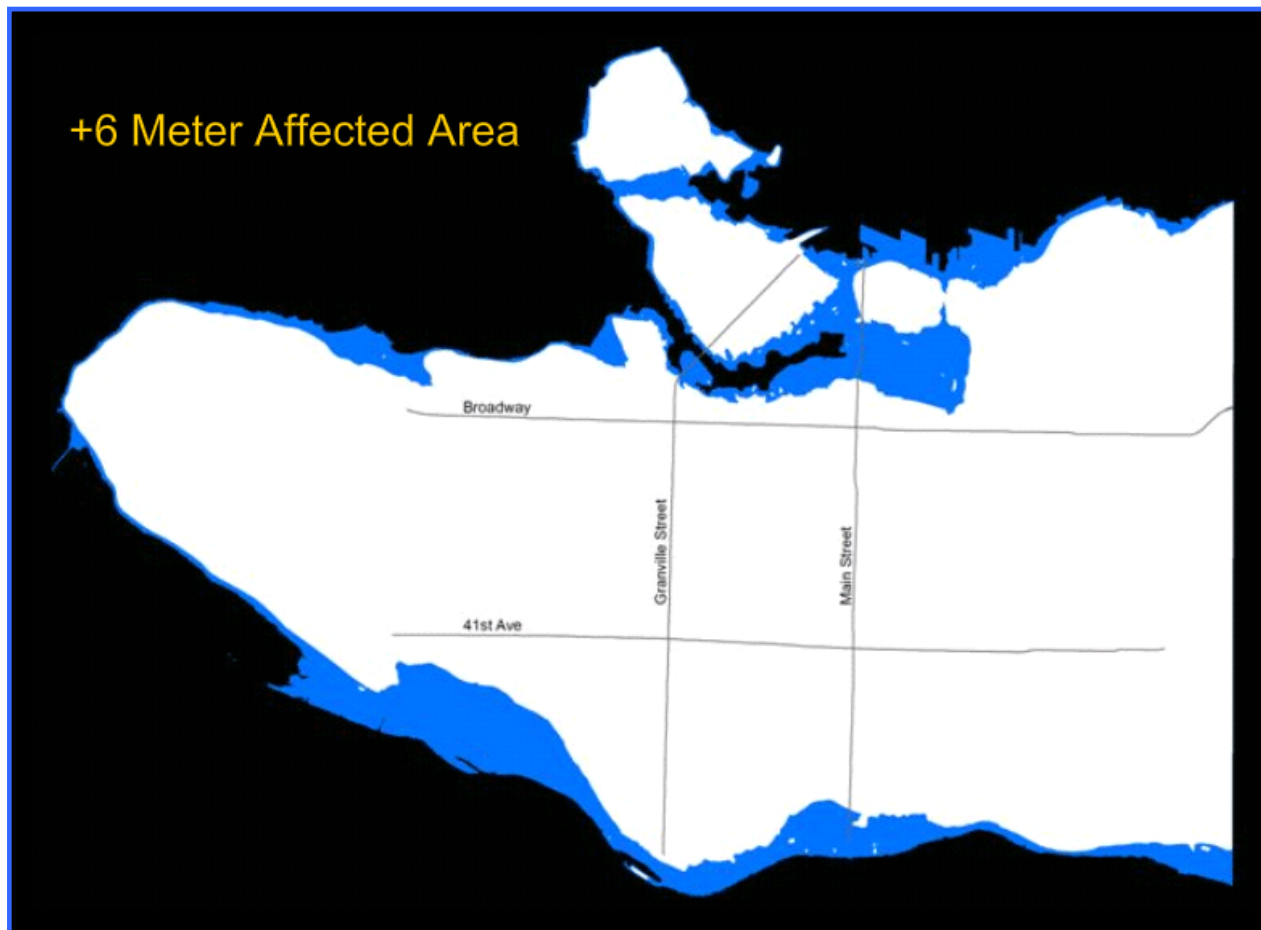 +6 Meter Affected Area
Broadway
Granville Street
Main Street
41st Ave